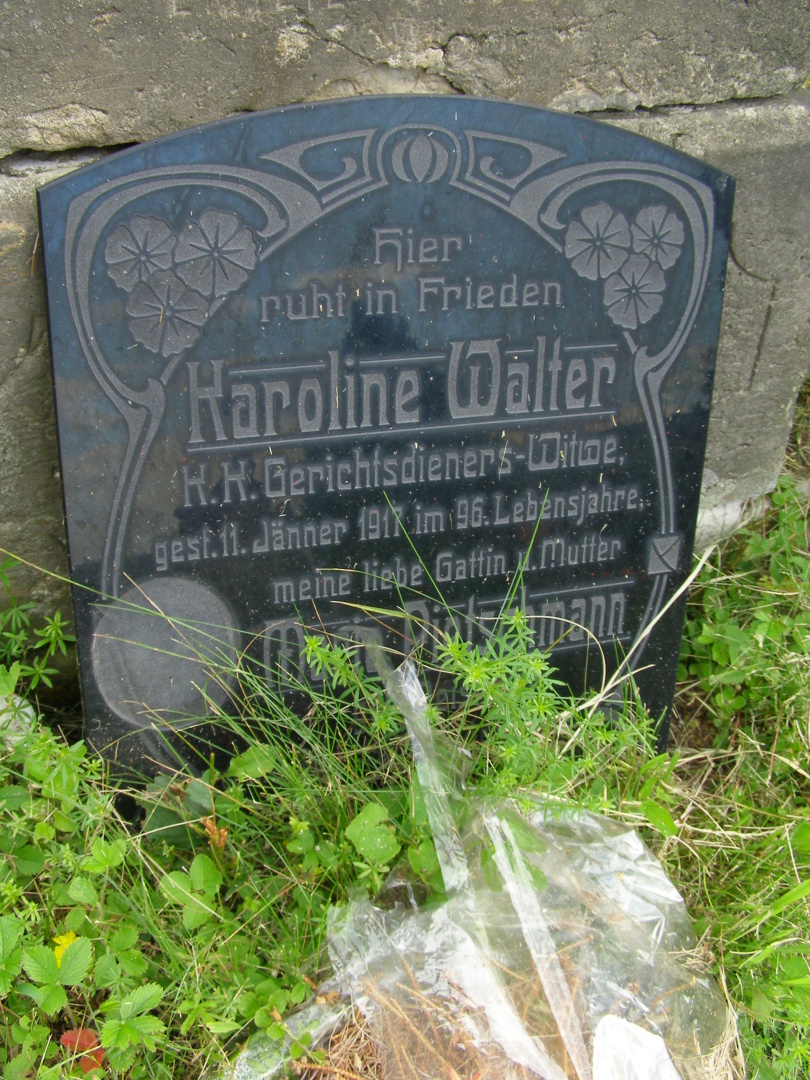 Hier
ruht in Frieden
Karoline Walter
K. K. Gerichtsdieners-Witwe,
gest. 11. Jänner 1917 im 96. Lebensjahre,
meine liebe Gattin u. Mutter